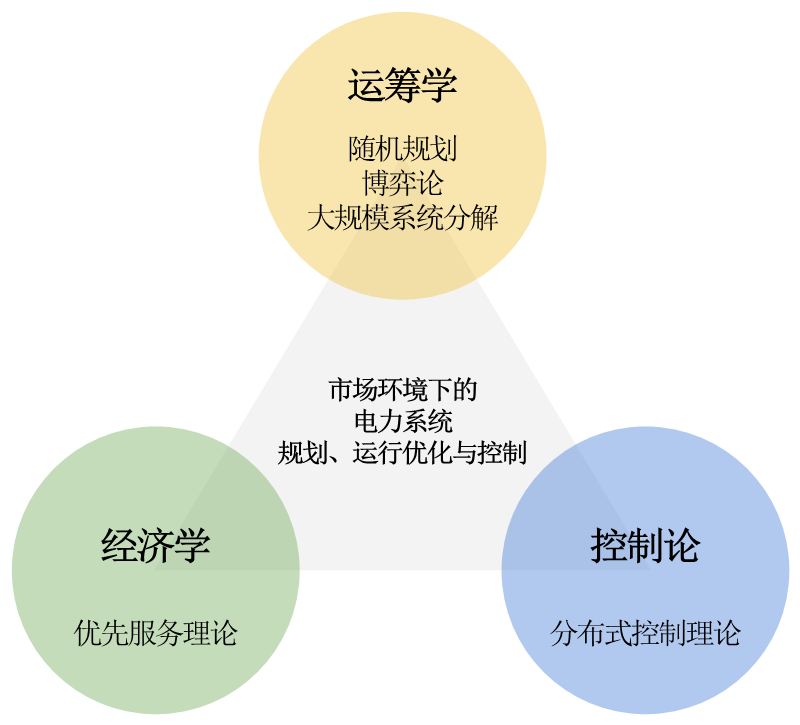 运筹学
随机规划
博弈论
大规模系统分解
市场环境下的
电力系统
规划、运行优化与控制
经济学
优先服务理论
控制论
分布式控制理论